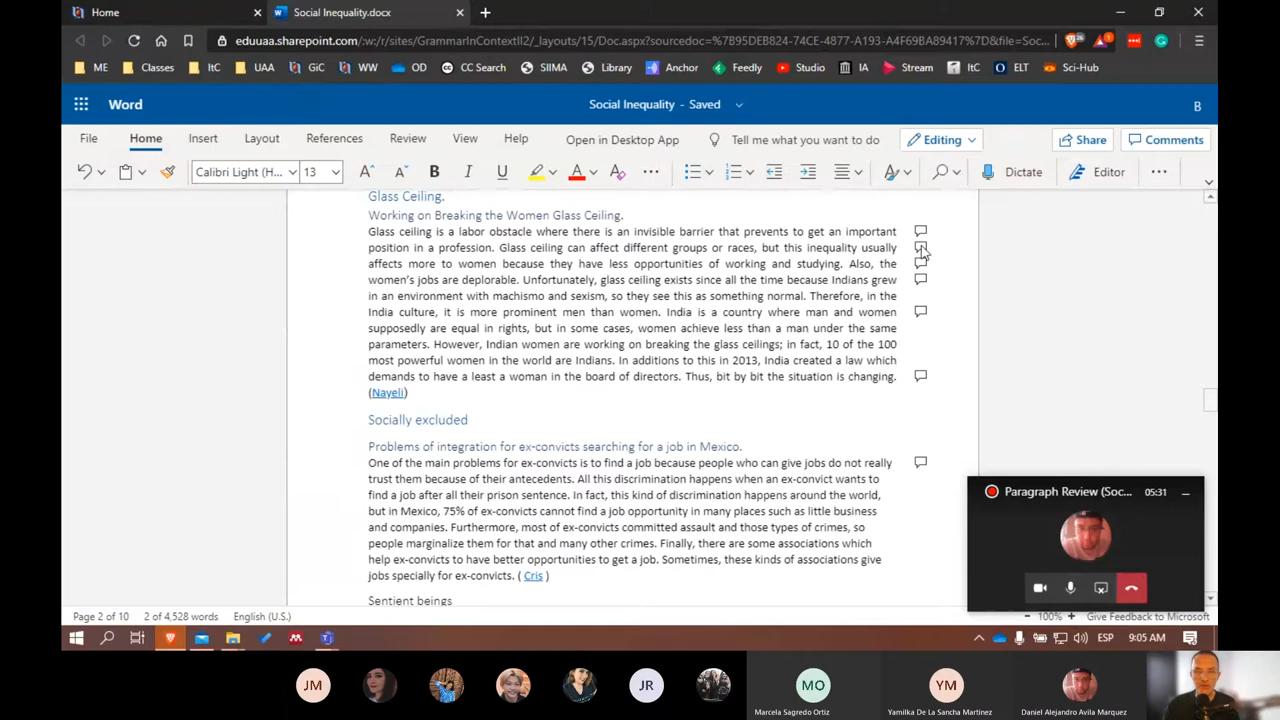 Home
Social Inequality.docx
eduuaa.sharepoint.com/:w:/r/sites/GrammarInContextII2/_layouts/15/Doc.aspx?sourcedoc=%7B95DEB824-74CE-4877-A193-A4F69BA89417%7D&file=Soc...
ME Classes ItC UAA GiC WW OD CC Search SIIMA Library Anchor Feedly Studio IA Stream ItC ELT Sci-Hub
Word
Social Inequality - Saved
B
File Home Insert Layout References Review View Help Open in Desktop App Tell me what you want to do Editing Share Comments
Calibri Light (H... 13 B I U A Dictate Editor
Glass Ceiling.
Working on Breaking the Women Glass Ceiling.
Glass ceiling is a labor obstacle where there is an invisible barrier that prevents to get an important
position in a profession. Glass ceiling can affect different groups or races, but this inequality usually
affects more to women because they have less opportunities of working and studying. Also, the
women's jobs are deplorable. Unfortunately, glass ceiling exists since all the time because Indians grew
in an environment with machismo and sexism, so they see this as something normal. Therefore, in the
India culture, it is more prominent men than women. India is a country where man and women
supposedly are equal in rights, but in some cases, women achieve less than a man under the same
parameters. However, Indian women are working on breaking the glass ceilings; in fact, 10 of the 100
most powerful women in the world are Indians. In additions to this in 2013, India created a law which
demands to have a least a woman in the board of directors. Thus, bit by bit the situation is changing.
(Nayeli)
Socially excluded
Problems of integration for ex-convicts searching for a job in Mexico.
One of the main problems for ex-convicts is to find a job because people who can give jobs do not really
trust them because of their antecedents. All this discrimination happens when an ex-convict wants to
find a job after all their prison sentence. In fact, this kind of discrimination happens around the world,
but in Mexico, 75% of ex-convicts cannot find a job opportunity in many places such as little business
and companies. Furthermore, most of ex-convicts committed assault and those types of crimes, so
people marginalize them for that and many other crimes. Finally, there are some associations which
help ex-convicts to have better opportunities to get a job. Sometimes, these kinds of associations give
jobs specially for ex-convicts. ( Cris )
Sentient beings
Paragraph Review (Soc... 05:31
Page 2 of 10 2 of 4,528 words English (U.S.) 100% Give Feedback to Microsoft
ESP 9:05 AM
JM JR MO YM
Marcela Sagredo Ortiz Yamilka De La Sancha Martinez Daniel Alejandro Avila Marquez